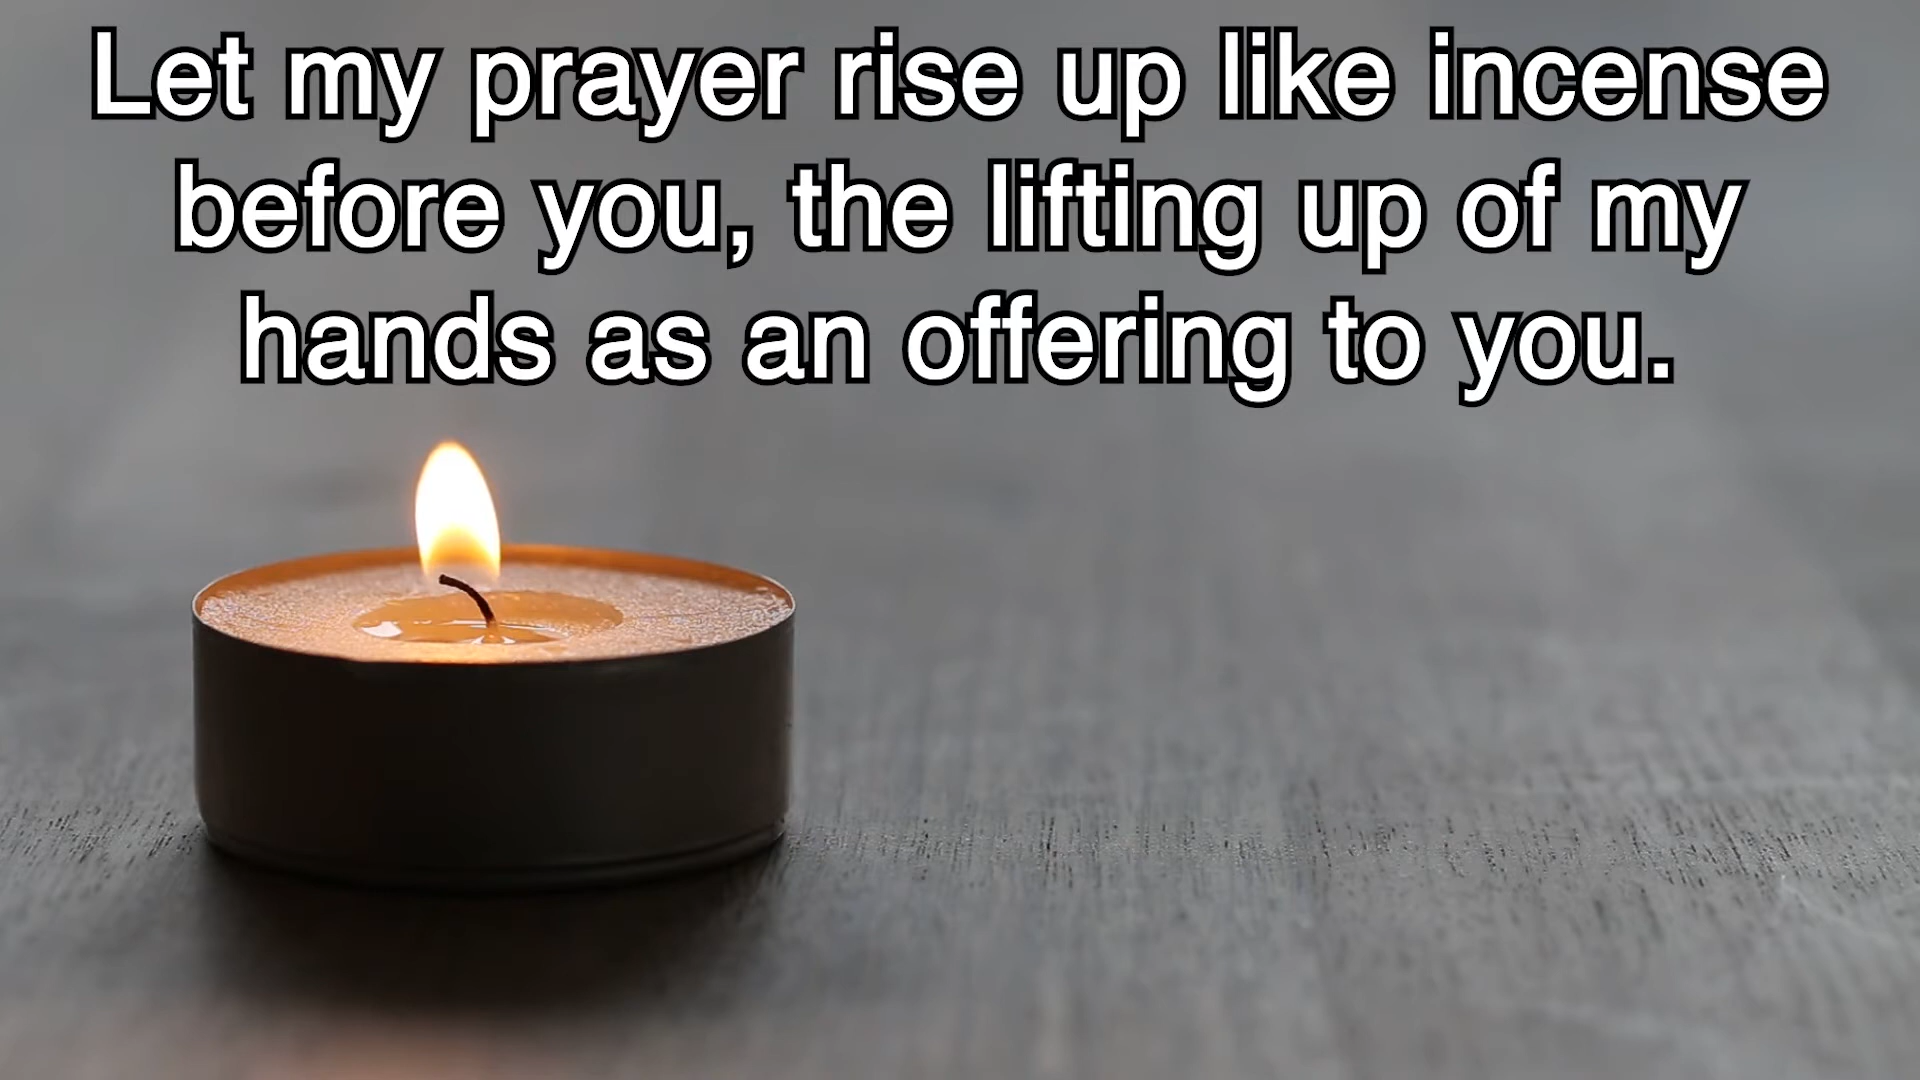 Let my prayer rise up like incense
before you, the lifting up of my
hands as an offering to you.